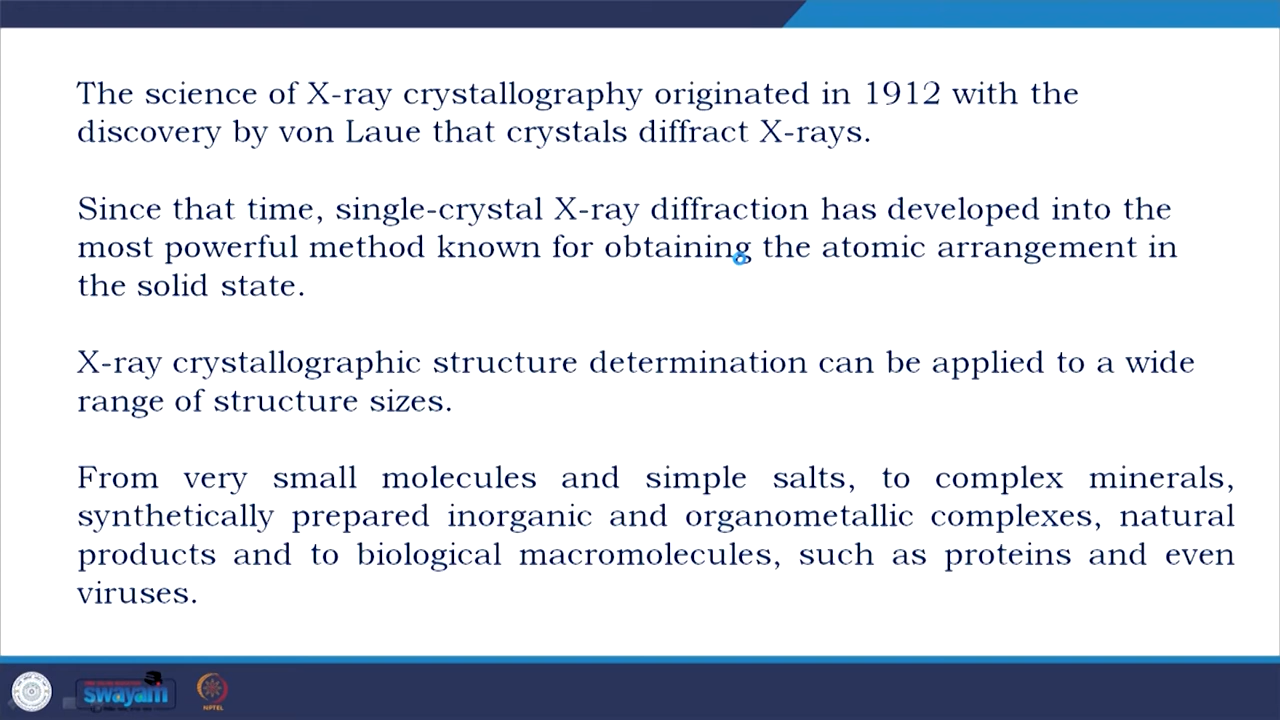 The science of X-ray crystallography originated in 1912 with the
discovery by von Laue that crystals diffract X-rays.
Since that time, single-crystal X-ray diffraction has developed into the
most powerful method known for obtaining the atomic arrangement in
the solid state.
X-ray crystallographic structure determination can be applied to a wide
range of structure sizes.
From very small molecules and simple salts, to complex minerals,
synthetically prepared inorganic and organometallic complexes, natural
products and to biological macromolecules, such as proteins and even
viruses.
swayam
NPTEL